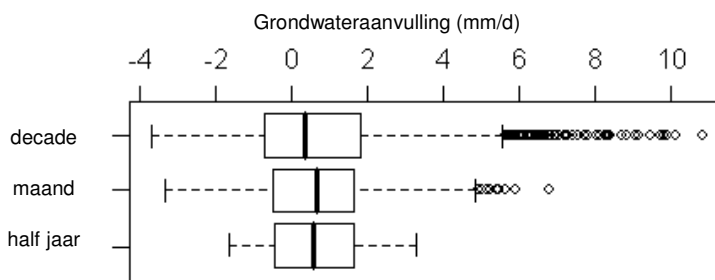 Grondwateraanvulling (mm/d)
-4 -2 0 2 4 6 8 10
decade
maand
half jaar